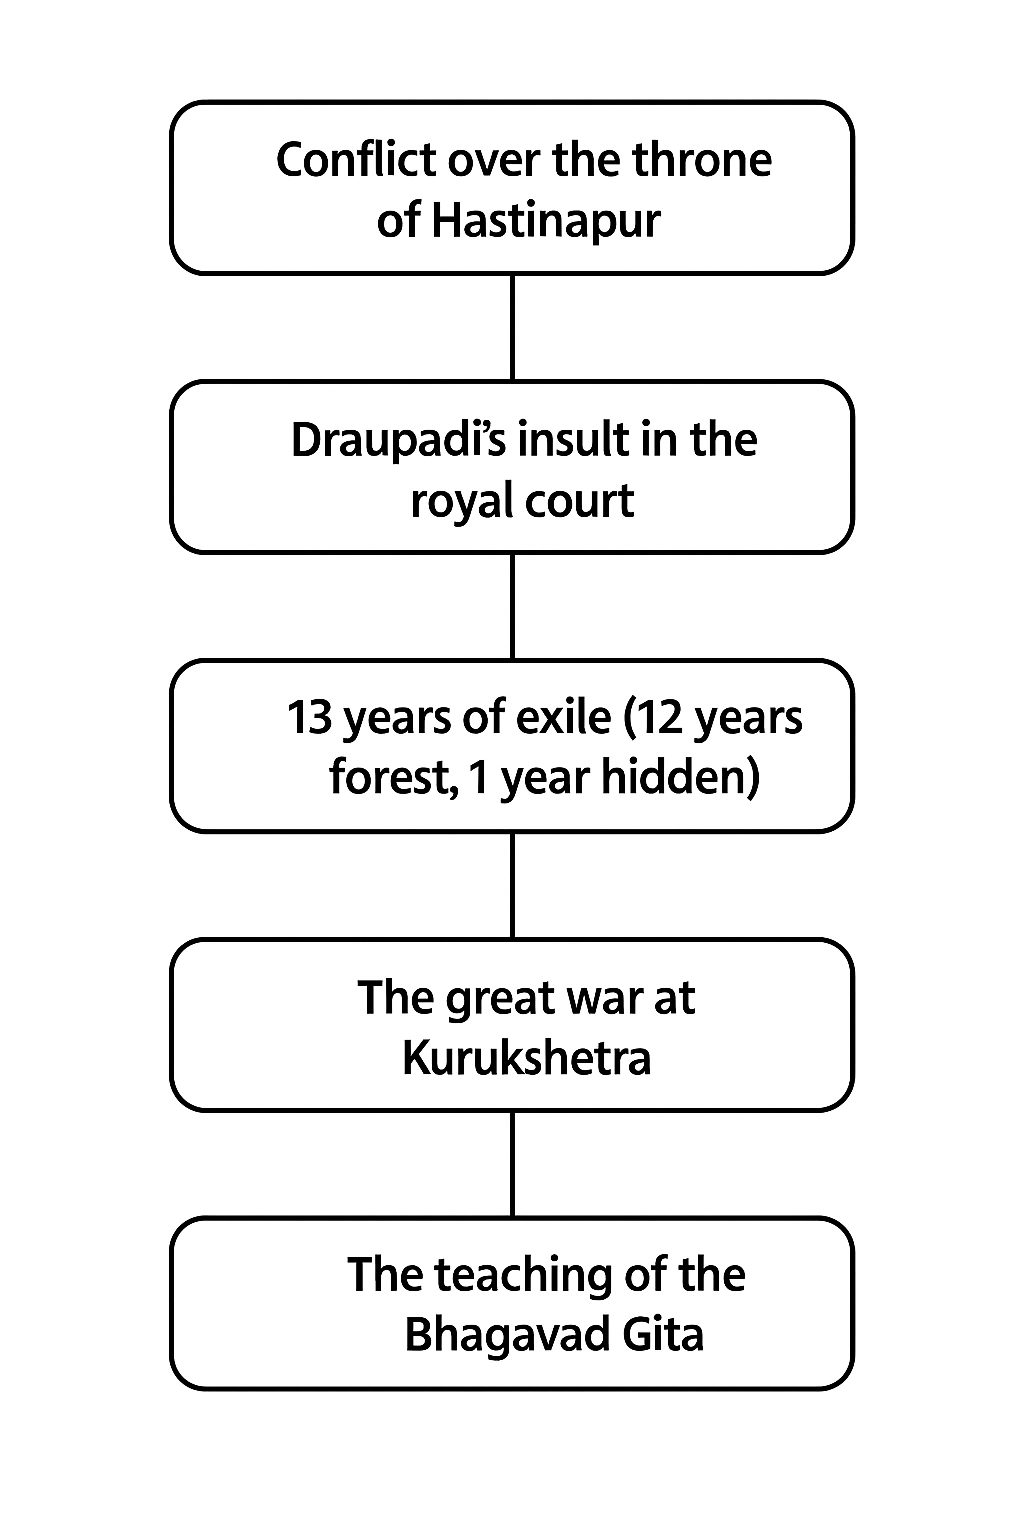 Conflict over the throne
of Hastinapur
Draupadi’s insult in the
royal court
13 years of exile (12 years
forest, 1 year hidden)
The great war at
Kurukshetra
The teaching of the
Bhagavad Gita